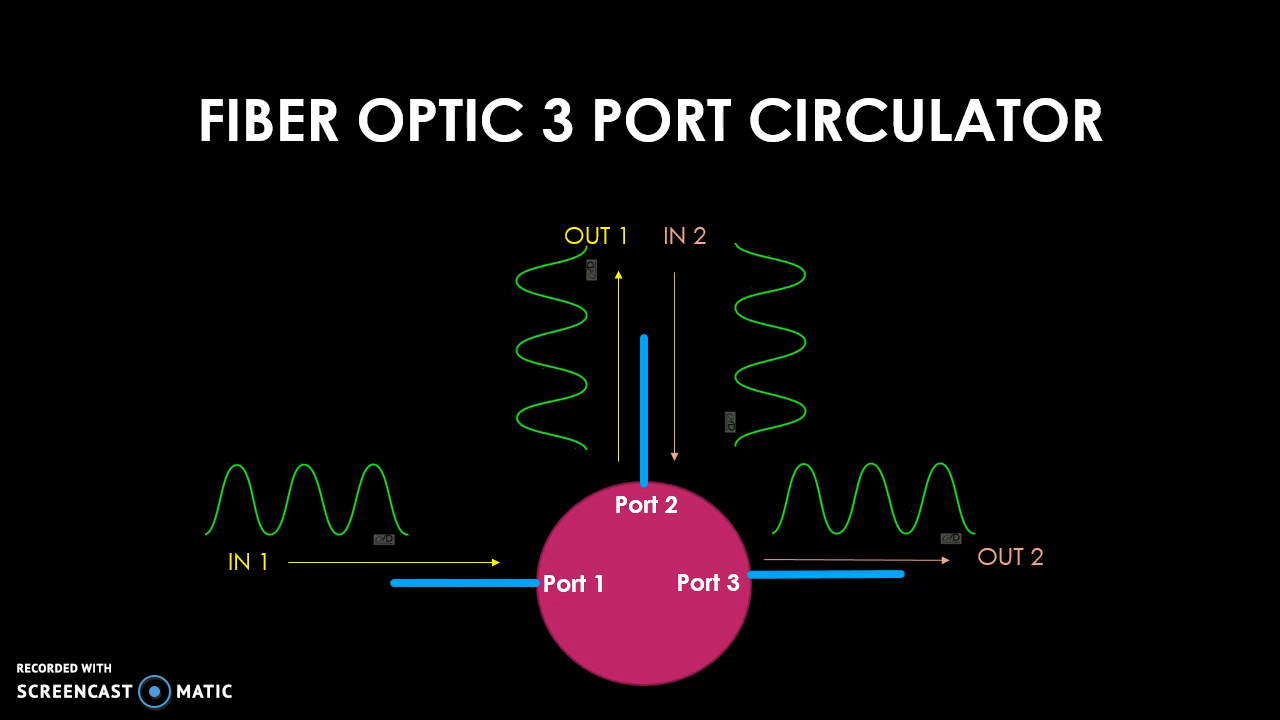 FIBER OPTIC 3 PORT CIRCULATOR
OUT 1
IN 2
Port 2
IN 1
OUT 2
Port 1
Port 3
RECORDED WITH
SCREENCAST MATIC